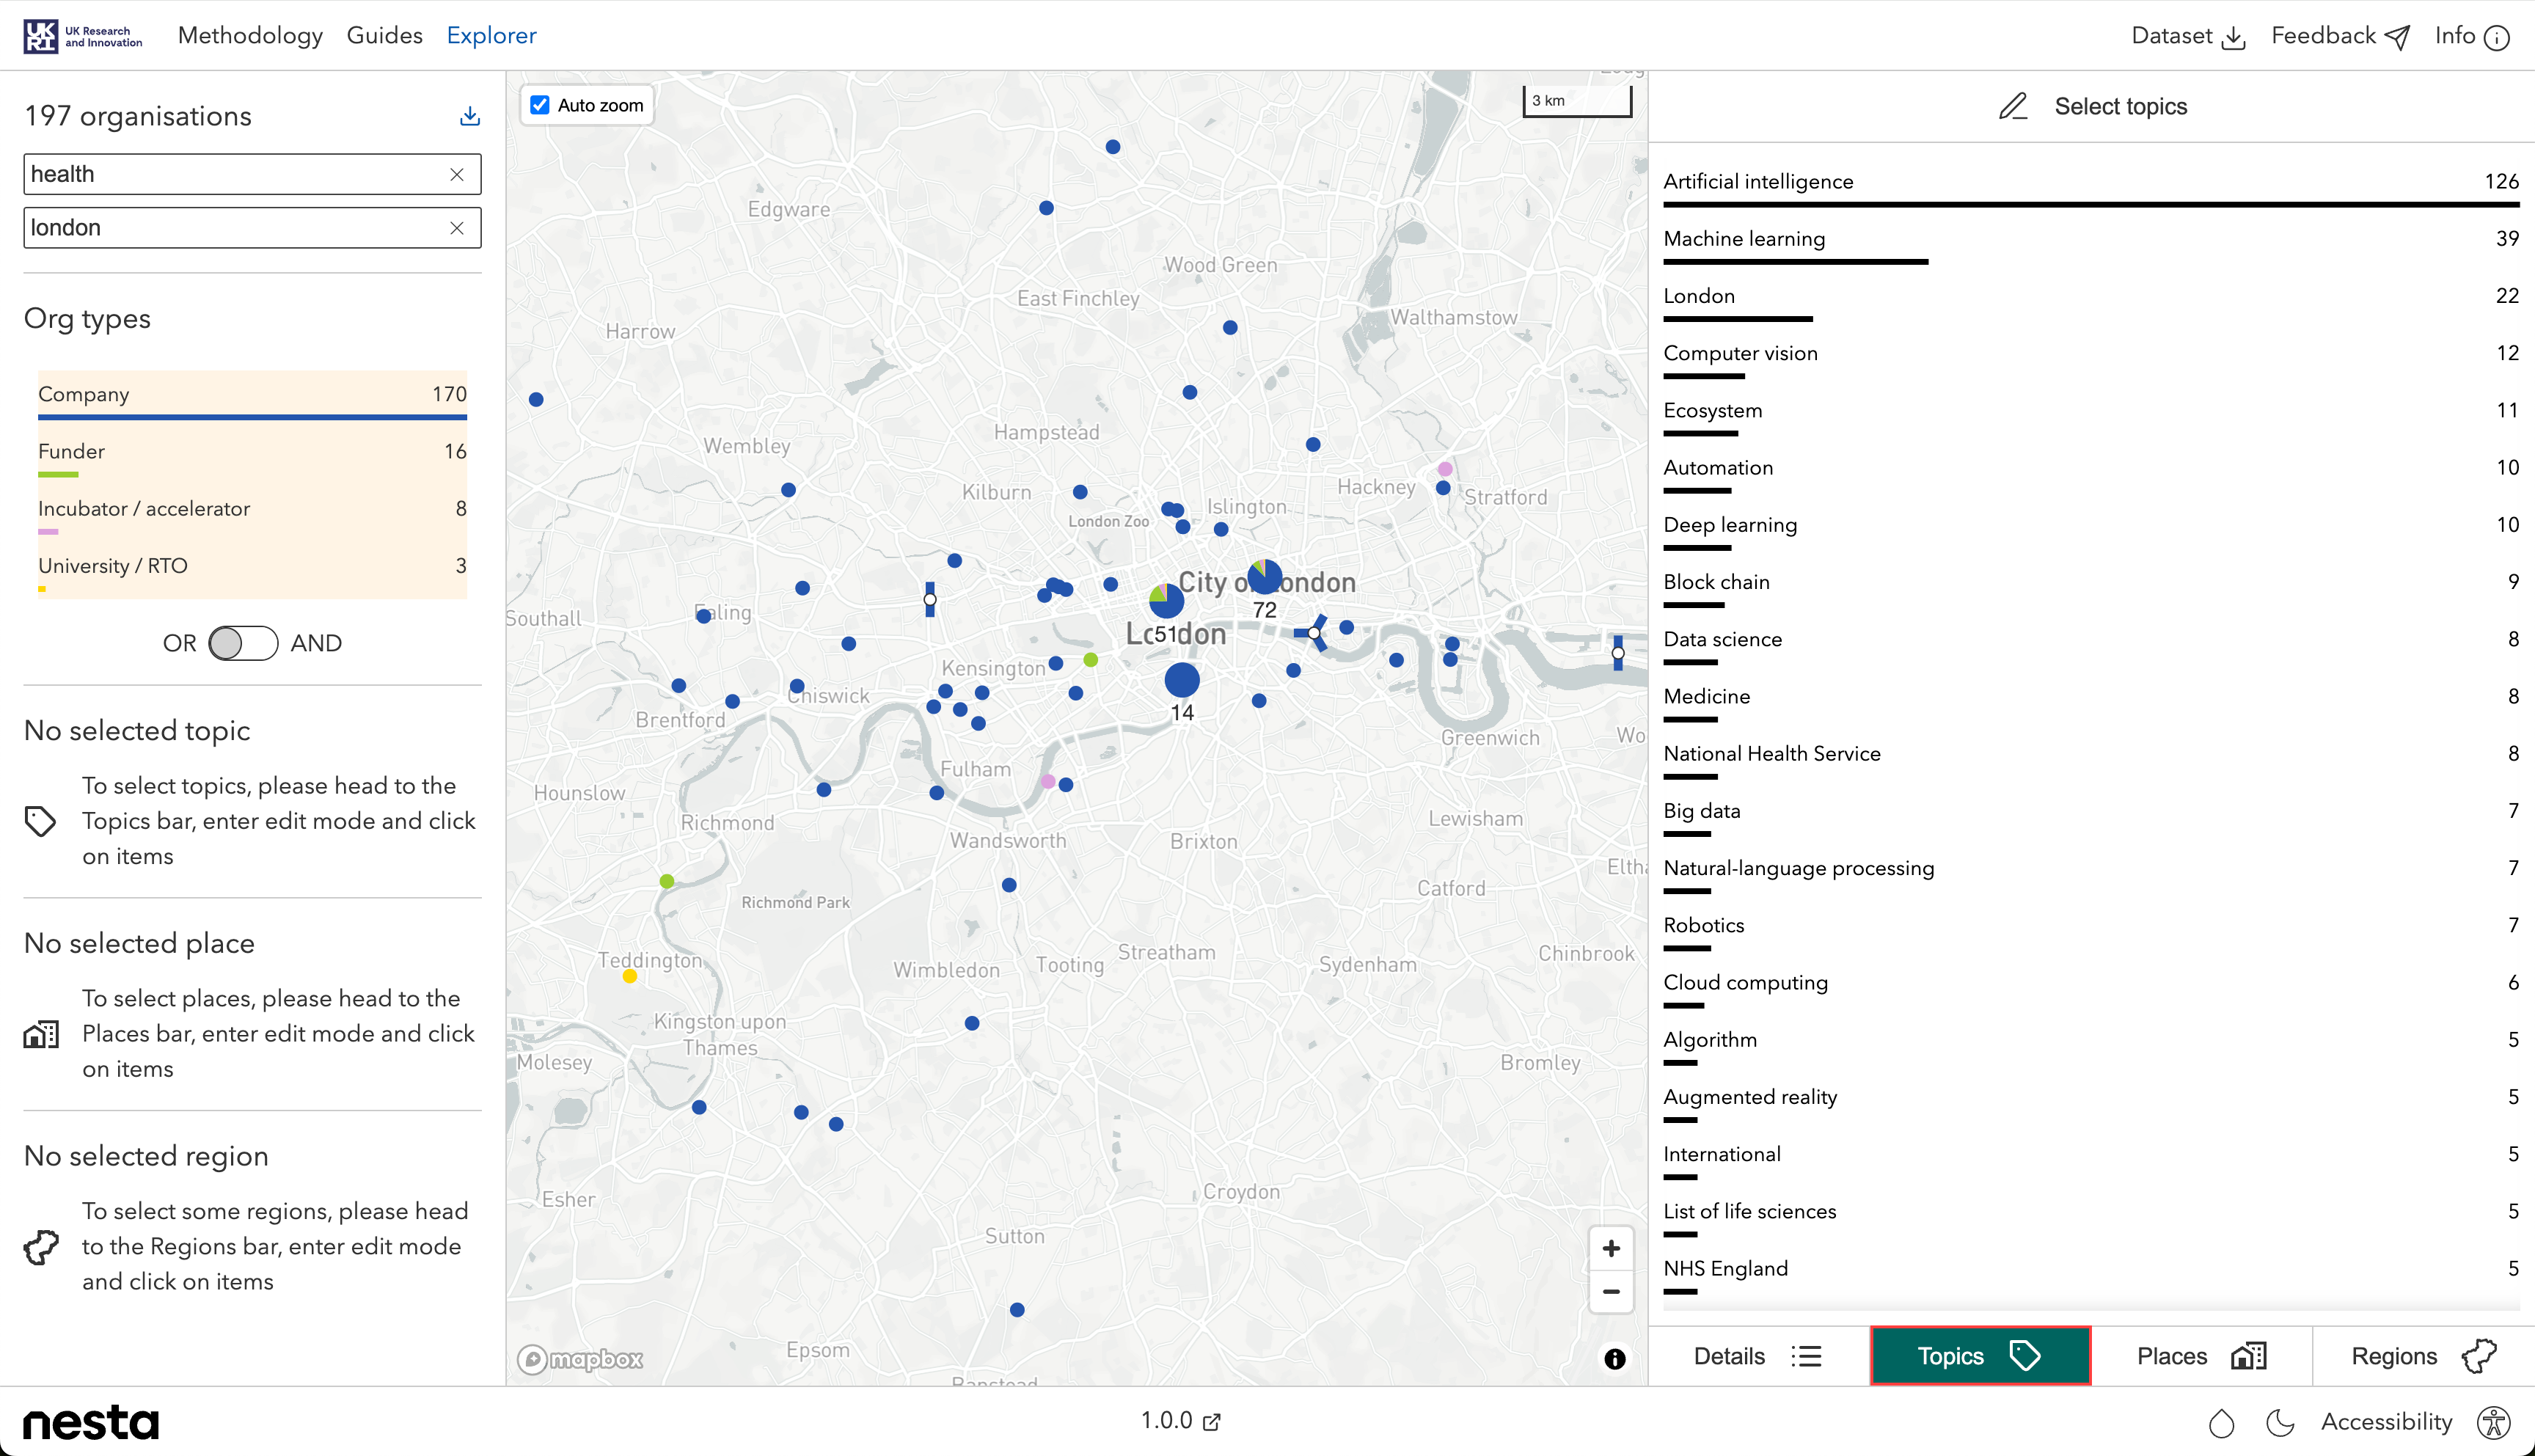 UK RI UK Research and Innovation
Methodology
Guides
Explorer
Dataset
Feedback
Info
197 organisations
health
london
Org types
Company 170
Funder 16
Incubator / accelerator 8
University / RTO 3
OR AND
No selected topic
To select topics, please head to the
Topics bar, enter edit mode and click
on items
No selected place
To select places, please head to the
Places bar, enter edit mode and click
on items
No selected region
To select some regions, please head
to the Regions bar, enter edit mode
and click on items
Auto zoom
3 km
Edgware
Wood Green
East Finchley
Harrow
Walthamstow
Hampstead
Wembley
Kilburn
Hackney
Stratford
Islington
London Zoo
City of London
72
Southall
Ealing
London
51
Kensington
Chiswick
14
Brentford
Greenwich
Wo
Fulham
Hounslow
Richmond
Lewisham
Wandsworth
Brixton
Eltha
Catford
Richmond Park
Streatham
Chinbrook
Teddington
Wimbledon
Tooting
Sydenham
Kingston upon
Thames
Molesey
Bromley
Croydon
Esher
Sutton
Epsom
Banstead
mapbox
Select topics
Artificial intelligence 126
Machine learning 39
London 22
Computer vision 12
Ecosystem 11
Automation 10
Deep learning 10
Block chain 9
Data science 8
Medicine 8
National Health Service 8
Big data 7
Natural-language processing 7
Robotics 7
Cloud computing 6
Algorithm 5
Augmented reality 5
International 5
List of life sciences 5
NHS England 5
Details
Topics
Places
Regions
nesta
1.0.0
Accessibility